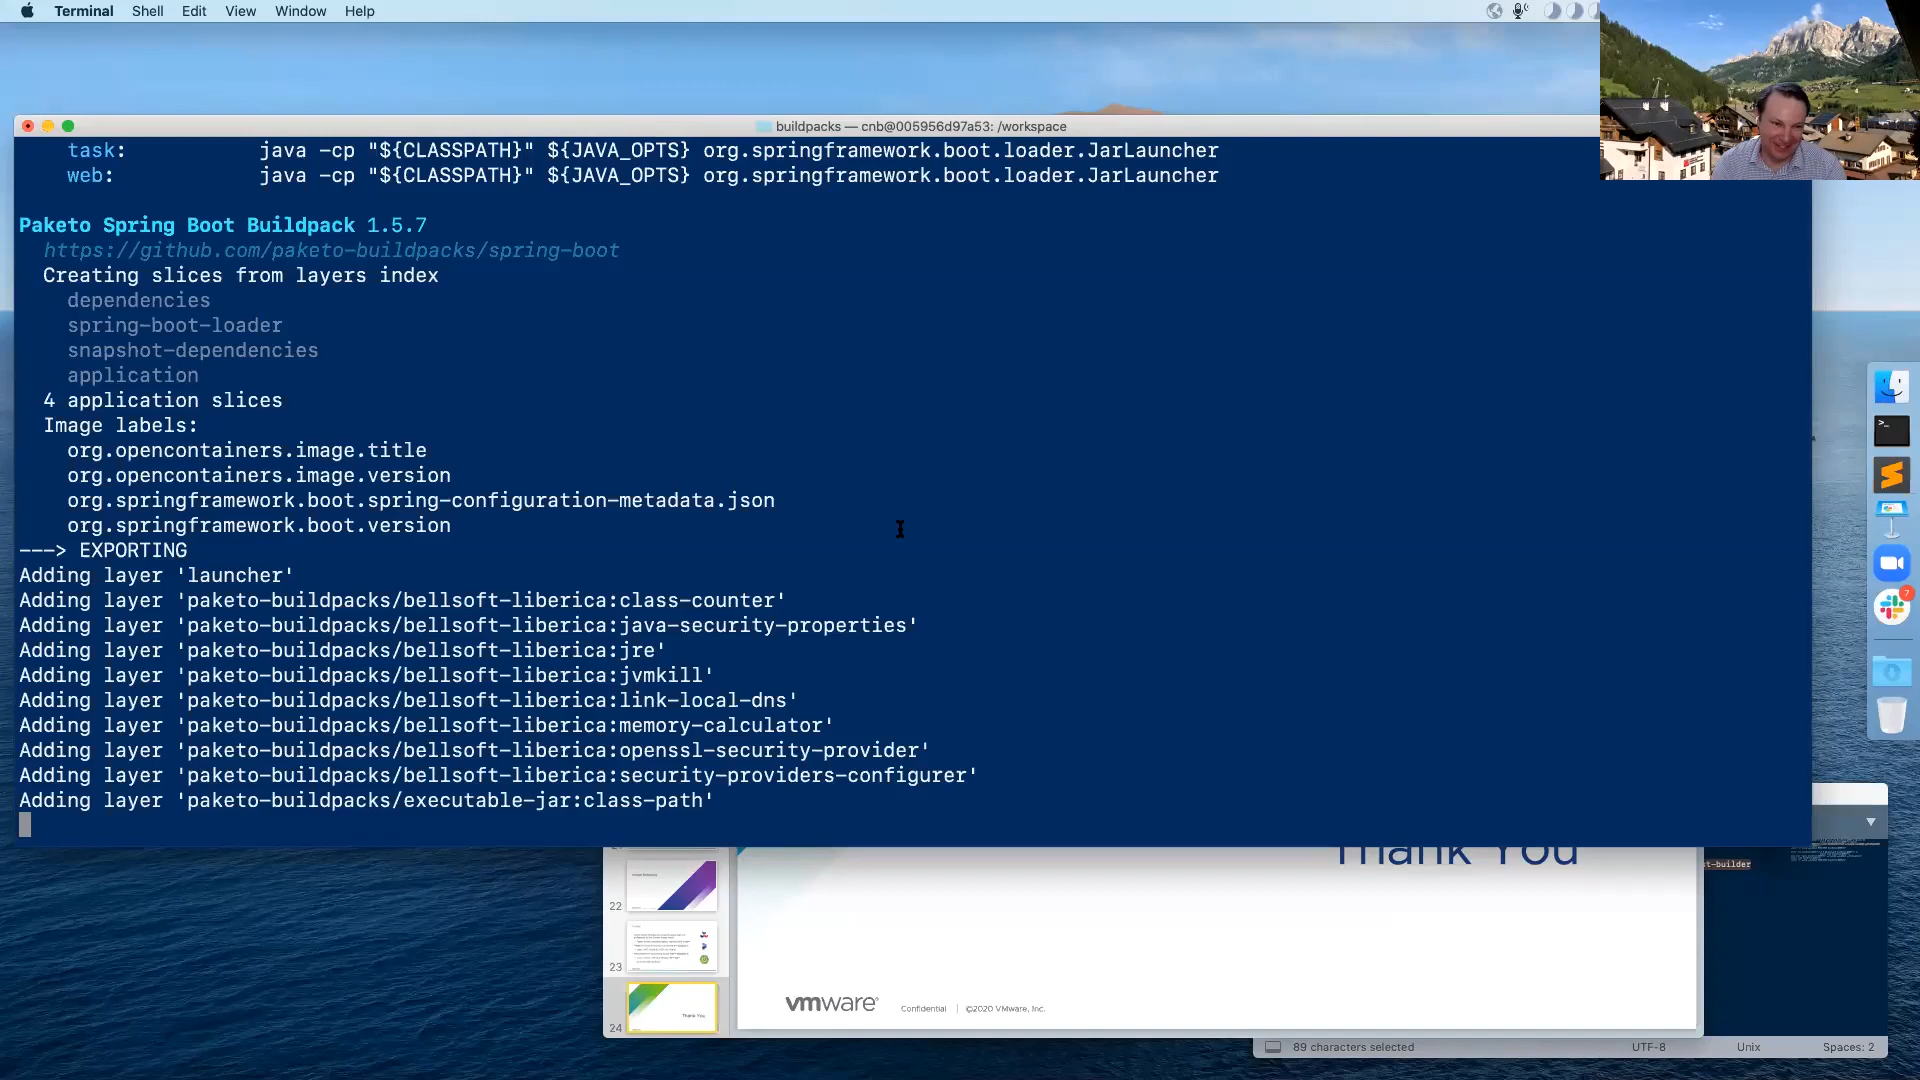 Terminal Shell Edit View Window Help
buildpacks — cnb@005956d97a53: /workspace
task: java -cp "${CLASSPATH}" ${JAVA_OPTS} org.springframework.boot.loader.JarLauncher
web: java -cp "${CLASSPATH}" ${JAVA_OPTS} org.springframework.boot.loader.JarLauncher
Paketo Spring Boot Buildpack 1.5.7
https://github.com/paketo-buildpacks/spring-boot
Creating slices from layers index
dependencies
spring-boot-loader
snapshot-dependencies
application
4 application slices
Image labels:
org.opencontainers.image.title
org.opencontainers.image.version
org.springframework.boot.spring-configuration-metadata.json
org.springframework.boot.version
---> EXPORTING
Adding layer 'launcher'
Adding layer 'paketo-buildpacks/bellsoft-liberica:class-counter'
Adding layer 'paketo-buildpacks/bellsoft-liberica:java-security-properties'
Adding layer 'paketo-buildpacks/bellsoft-liberica:jre'
Adding layer 'paketo-buildpacks/bellsoft-liberica:jvmkill'
Adding layer 'paketo-buildpacks/bellsoft-liberica:link-local-dns'
Adding layer 'paketo-buildpacks/bellsoft-liberica:memory-calculator'
Adding layer 'paketo-buildpacks/bellsoft-liberica:openssl-security-provider'
Adding layer 'paketo-buildpacks/bellsoft-liberica:security-providers-configurer'
Adding layer 'paketo-buildpacks/executable-jar:class-path'
7
Thank You
t-builder
22
23
Thank You
24
vmware Confidential | ©2020 VMware, Inc.
89 characters selected UTF-8 Unix Spaces: 2